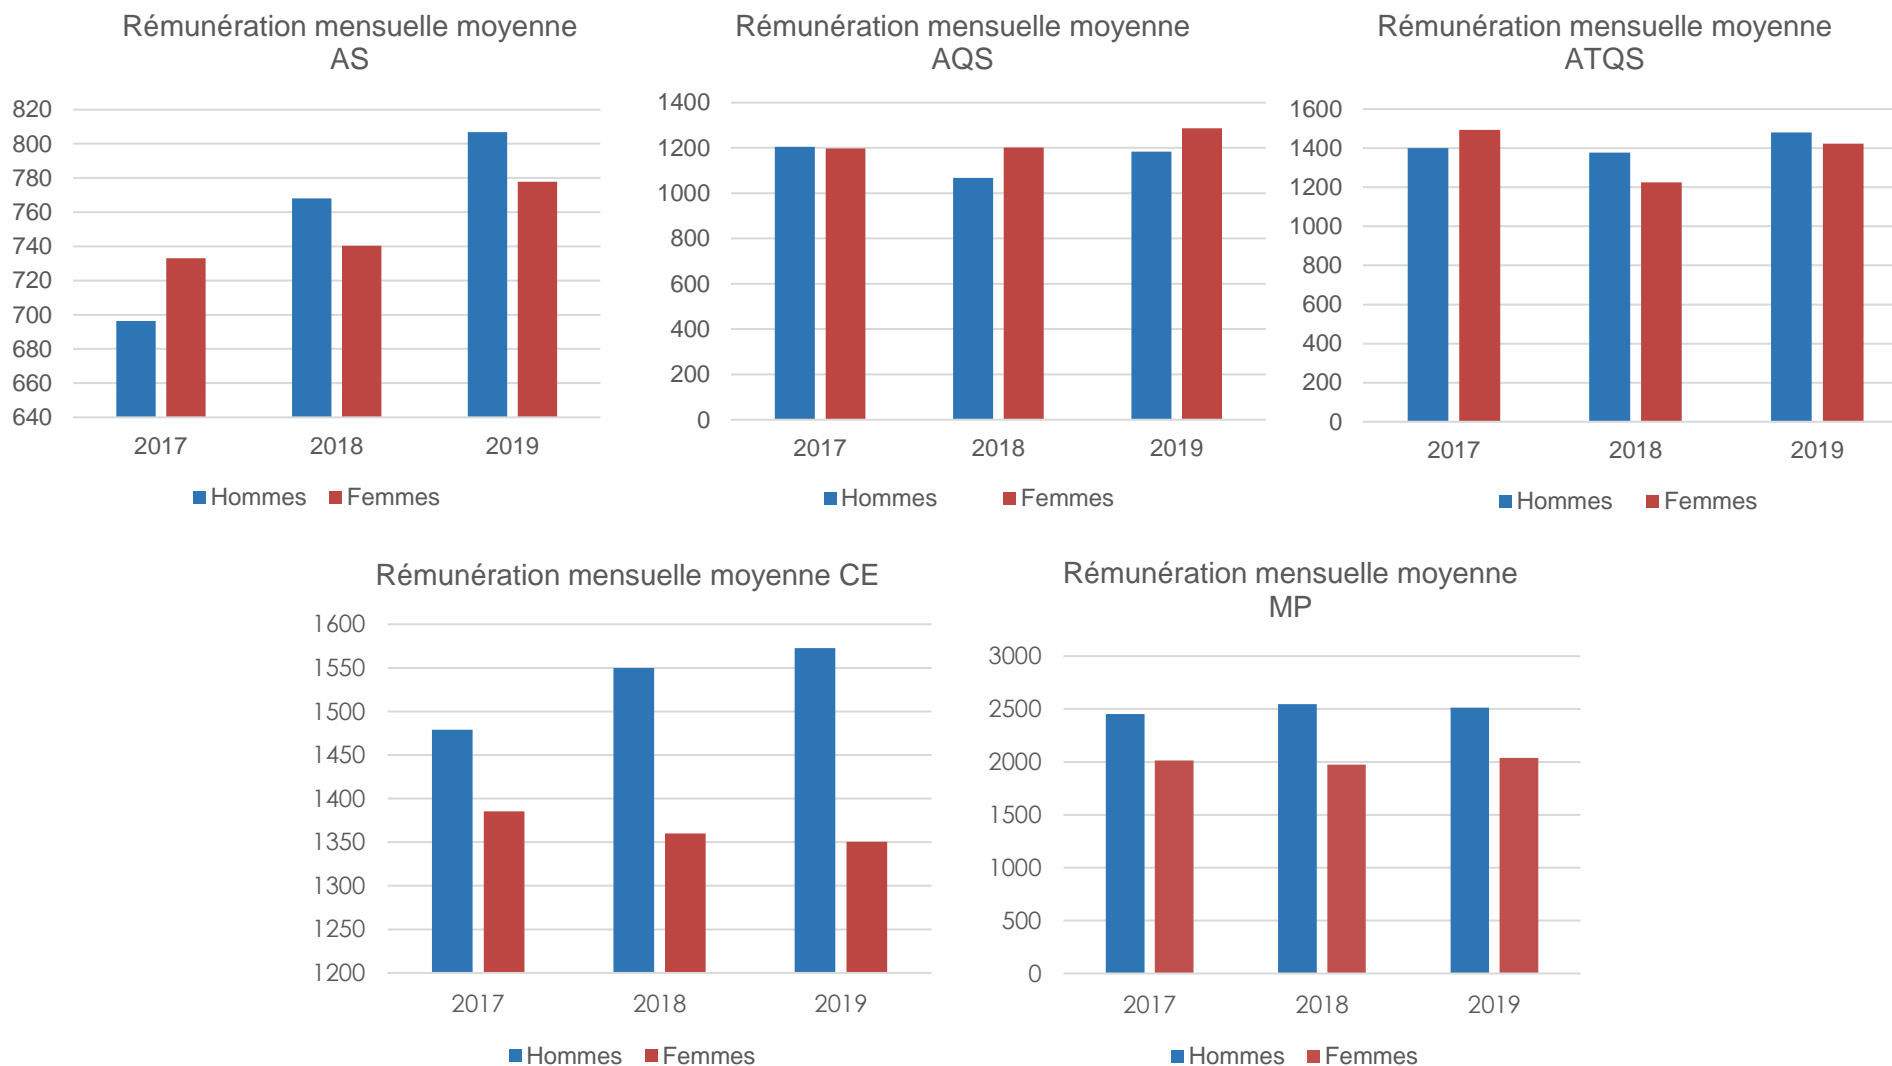 Rémunération mensuelle moyenne
AS
820
800
780
760
740
720
700
680
660
640
2017 2018 2019
Hommes Femmes
Rémunération mensuelle moyenne
AQS
1400
1200
1000
800
600
400
200
0
2017 2018 2019
Hommes Femmes
Rémunération mensuelle moyenne
ATQS
1600
1400
1200
1000
800
600
400
200
0
2017 2018 2019
Hommes Femmes
Rémunération mensuelle moyenne CE
1600
1550
1500
1450
1400
1350
1300
1250
1200
2017 2018 2019
Hommes Femmes
Rémunération mensuelle moyenne
MP
3000
2500
2000
1500
1000
500
0
2017 2018 2019
Hommes Femmes